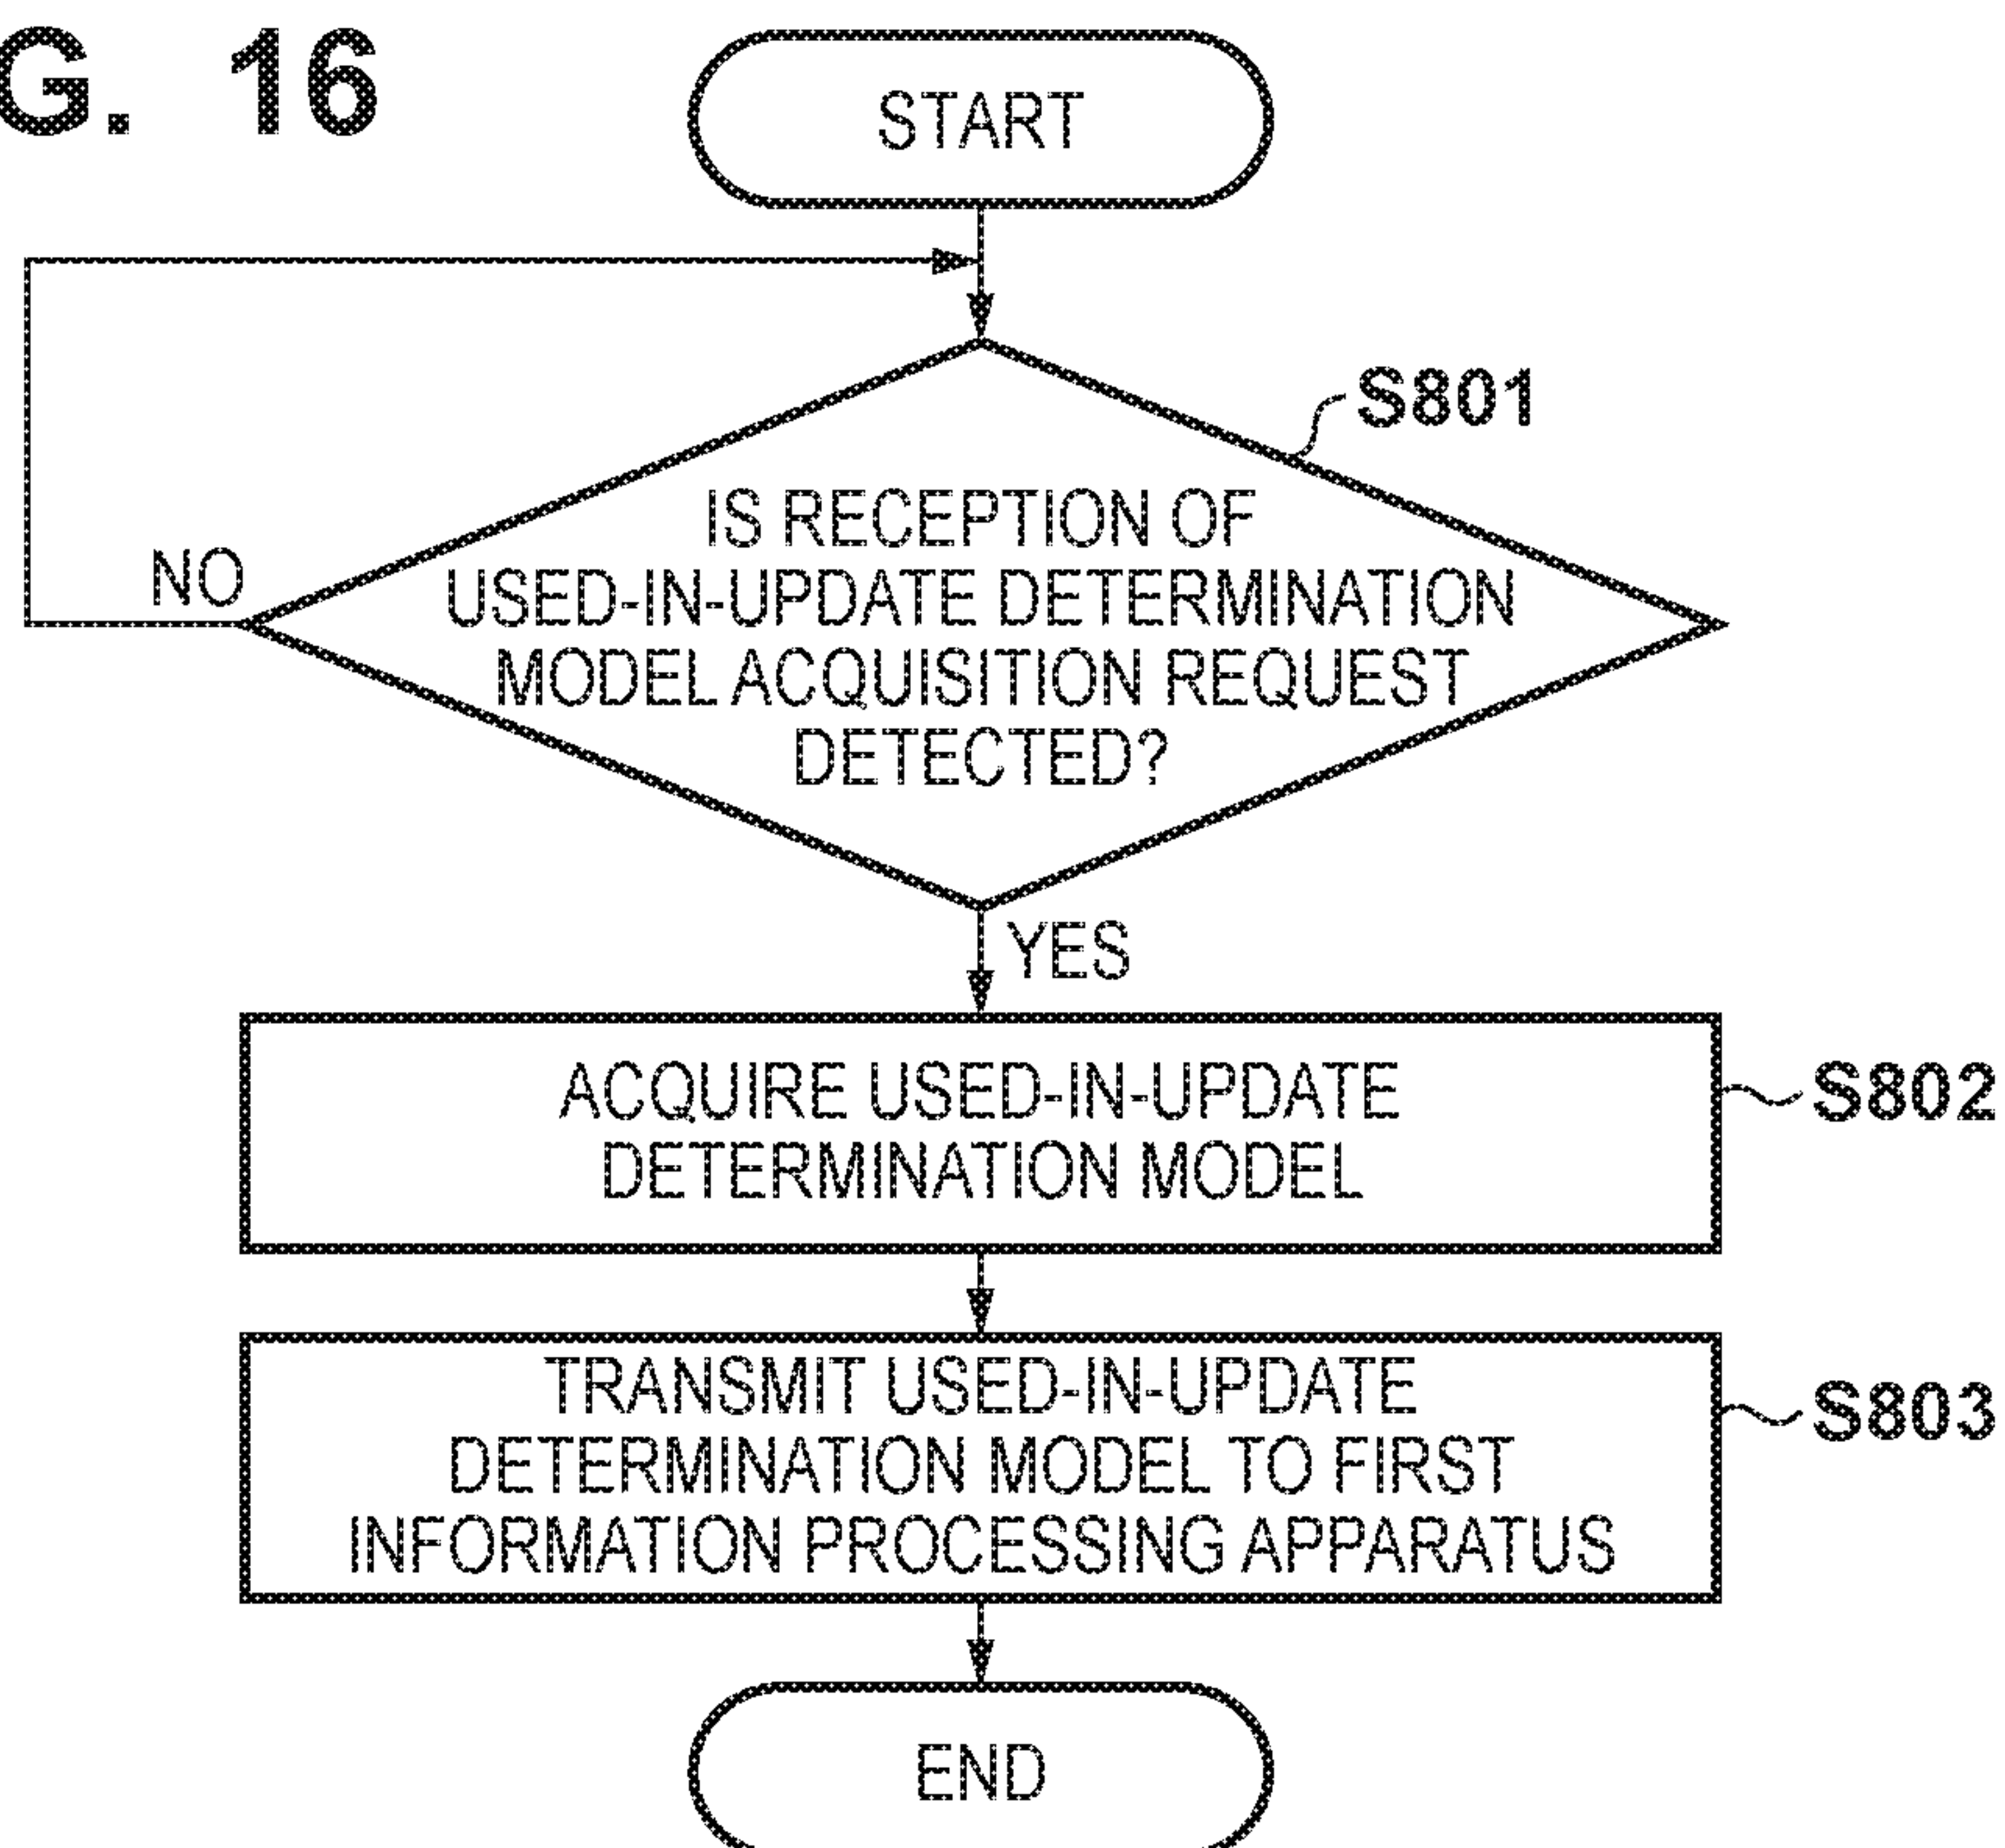 G. 16
START
S801
IS RECEPTION OF
USED-IN-UPDATE DETERMINATION
MODEL ACQUISITION REQUEST
DETECTED?
NO
YES
ACQUIRE USED-IN-UPDATE
DETERMINATION MODEL
S802
TRANSMIT USED-IN-UPDATE
DETERMINATION MODEL TO FIRST
INFORMATION PROCESSING APPARATUS
S803
END